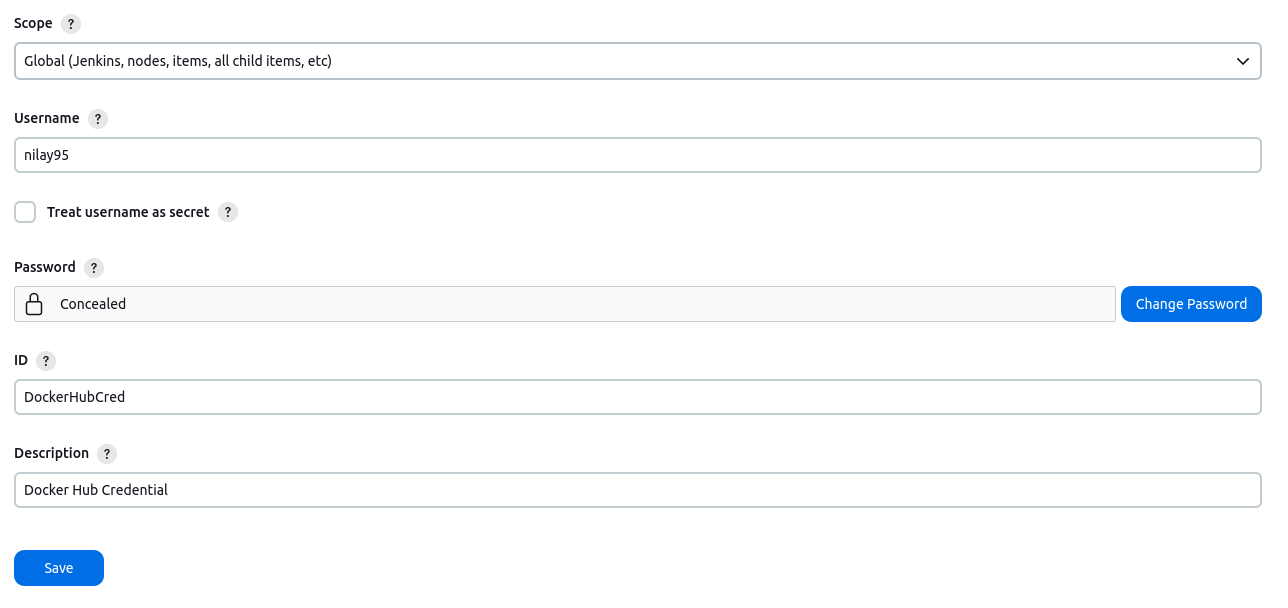 Scope ?
Global (Jenkins, nodes, items, all child items, etc)
Username ?
nilay95
Treat username as secret ?
Password ?
Concealed Change Password
ID ?
DockerHubCred
Description ?
Docker Hub Credential
Save